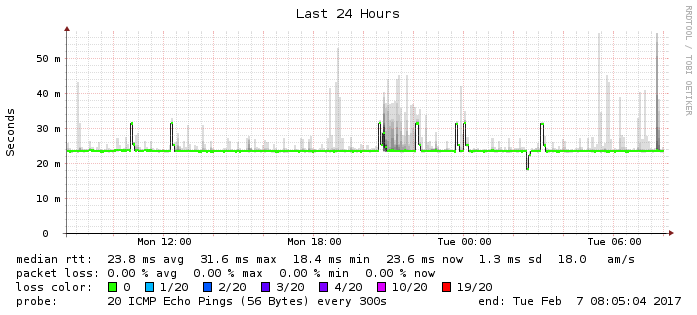 Last 24 Hours
RRDTOOL / TOBI OETIKER
Seconds
50 m
40 m
30 m
20 m
10 m
0
Mon 12:00 Mon 18:00 Tue 00:00 Tue 06:00
median rtt: 23.8 ms avg 31.6 ms max 18.4 ms min 23.6 ms now 1.3 ms sd 18.0 am/s
packet loss: 0.00 % avg 0.00 % max 0.00 % min 0.00 % now
loss color: 0 1/20 2/20 3/20 4/20 10/20 19/20
probe: 20 ICMP Echo Pings (56 Bytes) every 300s end: Tue Feb 7 08:05:04 2017